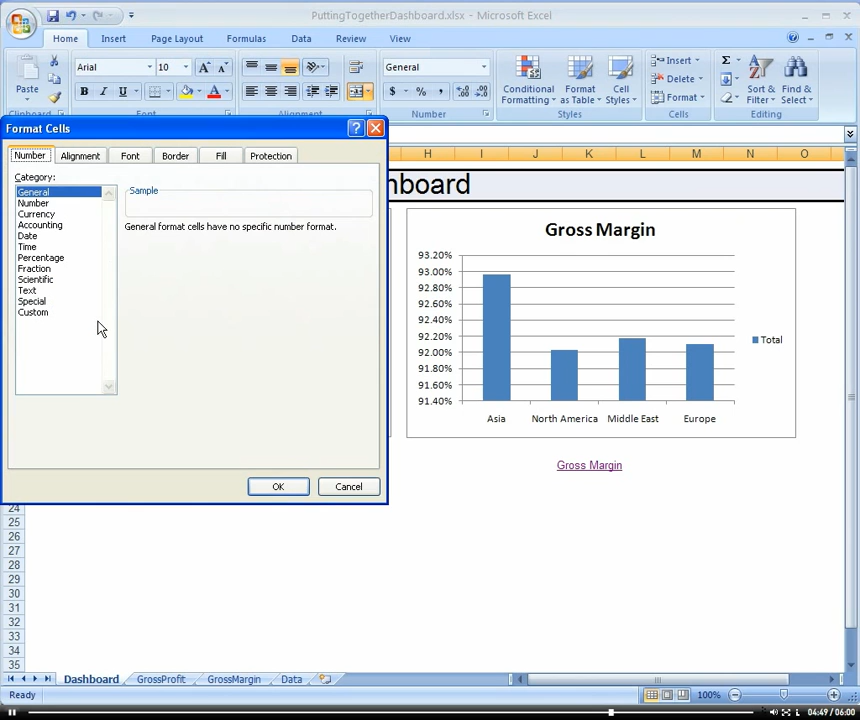 PuttingTogetherDashboard.xlsx - Microsoft Excel
Home Insert Page Layout Formulas Data Review View
Arial 10 General Insert Σ
Paste Conditional Formatting Format as Table Cell Styles Delete Sort & Filter Find & Select
B I U $ % , Format
Clipboard Font Alignment Number Styles Cells Editing
Format Cells
Number Alignment Font Border Fill Protection
Category:
General
Number
Currency
Accounting
Date
Time
Percentage
Fraction
Scientific
Text
Special
Custom
Sample
General format cells have no specific number format.
OK Cancel
H I J K L M N O
hboard
Gross Margin
93.20%
93.00%
92.80%
92.60%
92.40%
92.20%
92.00%
91.80%
91.60%
91.40%
Asia North America Middle East Europe
Total
Gross Margin
24
25
26
27
28
29
30
31
32
33
34
35
Dashboard GrossProfit GrossMargin Data
Ready 100%
04:49 / 06:00